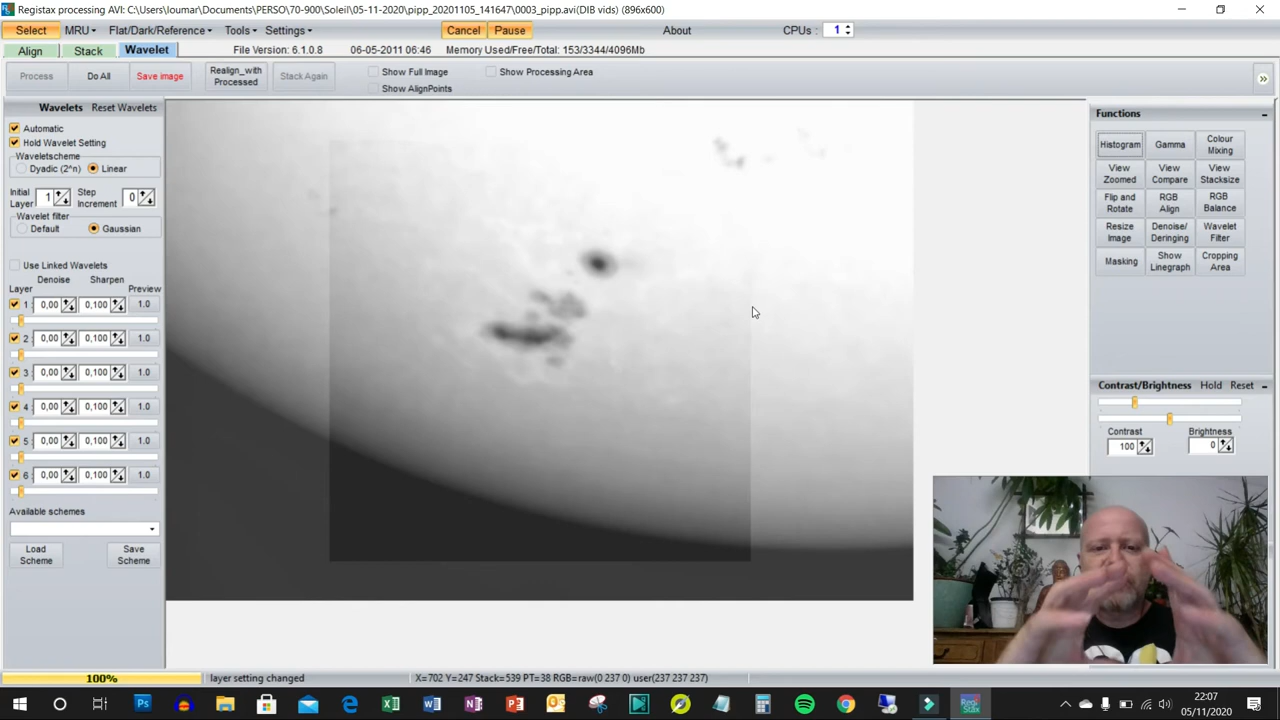 Registax processing AVI: C:\Users\loumar\Documents\PERSO\70-900\Soleil\05-11-2020\pipp_20201105_141647\0003_pipp.avi(DIB vids) (896x600)
Select MRU Flat/Dark/Reference Tools Settings Cancel Pause About CPUs: 1
Align Stack Wavelet File Version: 6.1.0.8 06-05-2011 06:46 Memory Used/Free/Total: 153/3344/4096Mb
Process Do All Save image Realign_with Processed Stack Again Show Full Image Show Processing Area
Show AlignPoints
Wavelets Reset Wavelets
Automatic
Hold Wavelet Setting
Waveletscheme
Dyadic (2^n) Linear
Initial Layer 1 Step Increment 0
Wavelet filter
Default Gaussian
Use Linked Wavelets
Denoise Sharpen
Layer Preview
1 : 0,00 0,100 1.0
2 : 0,00 0,100 1.0
3 : 0,00 0,100 1.0
4 : 0,00 0,100 1.0
5 : 0,00 0,100 1.0
6 : 0,00 0,100 1.0
Available schemes
Load Scheme Save Scheme
Functions
Histogram Gamma Colour Mixing
View Zoomed View Compare View Stacksize
Flip and Rotate RGB Align RGB Balance
Resize Image Denoise/ Deringing Wavelet Filter
Masking Show Linegraph Cropping Area
Contrast/Brightness Hold Reset
Contrast Brightness
100 0
100% layer setting changed X=702 Y=247 Stack=539 PT=38 RGB=raw(0 237 0) user(237 237 237)
22:07
05/11/2020